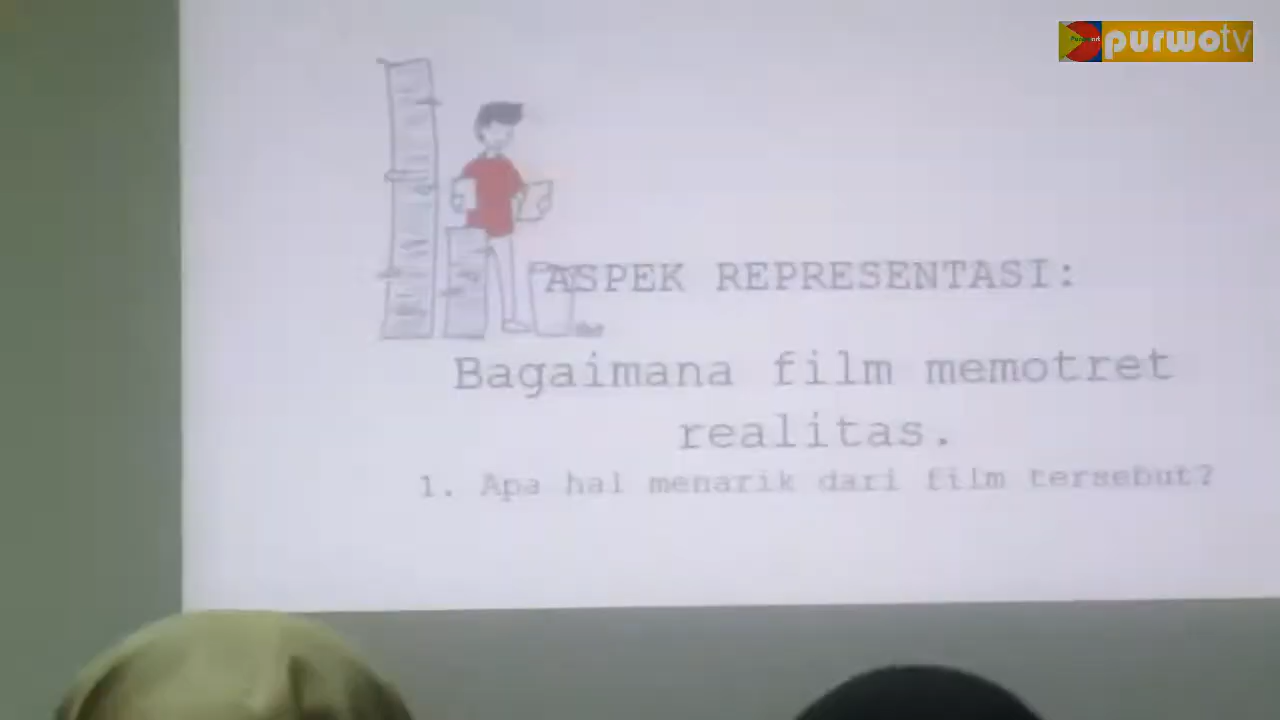 purwotv
ASPEK REPRESENTASI:
Bagaimana film memotret
realitas.
1. Apa hal menarik dari film tersebut?